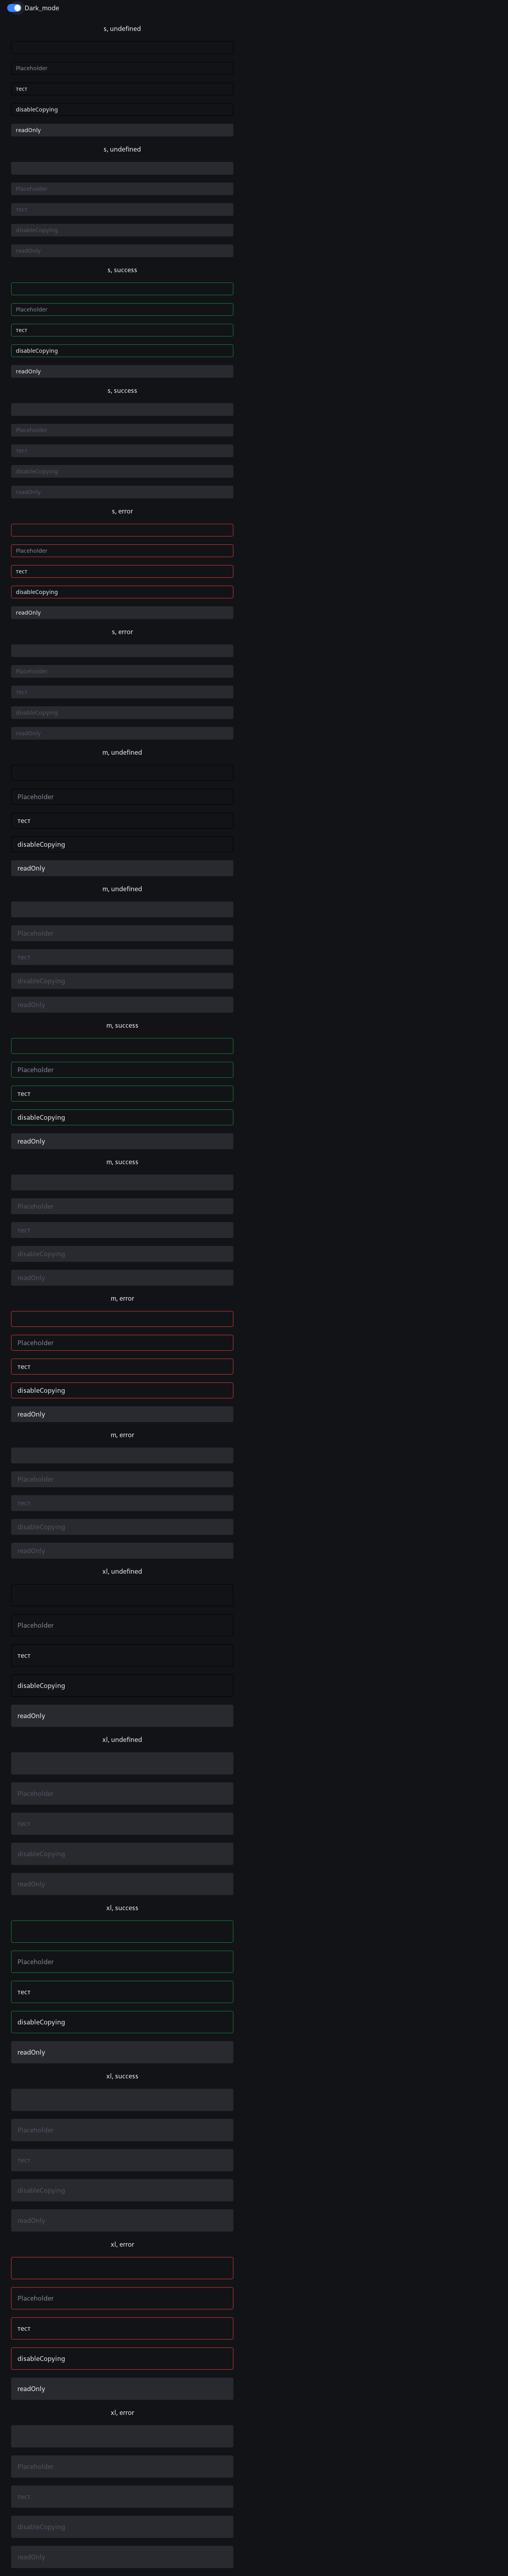 Dark_mode
s, undefined
Placeholder
тест
disableCopying
readOnly
s, undefined
Placeholder
тест
disableCopying
readOnly
s, success
Placeholder
тест
disableCopying
readOnly
s, success
Placeholder
тест
disableCopying
readOnly
s, error
Placeholder
тест
disableCopying
readOnly
s, error
Placeholder
тест
disableCopying
readOnly
m, undefined
Placeholder
тест
disableCopying
readOnly
m, undefined
Placeholder
тест
disableCopying
readOnly
m, success
Placeholder
тест
disableCopying
readOnly
m, success
Placeholder
тест
disableCopying
readOnly
m, error
Placeholder
тест
disableCopying
readOnly
m, error
Placeholder
тест
disableCopying
readOnly
xl, undefined
Placeholder
тест
disableCopying
readOnly
xl, undefined
Placeholder
тест
disableCopying
readOnly
xl, success
Placeholder
тест
disableCopying
readOnly
xl, success
Placeholder
тест
disableCopying
readOnly
xl, error
Placeholder
тест
disableCopying
readOnly
xl, error
Placeholder
тест
disableCopying
readOnly